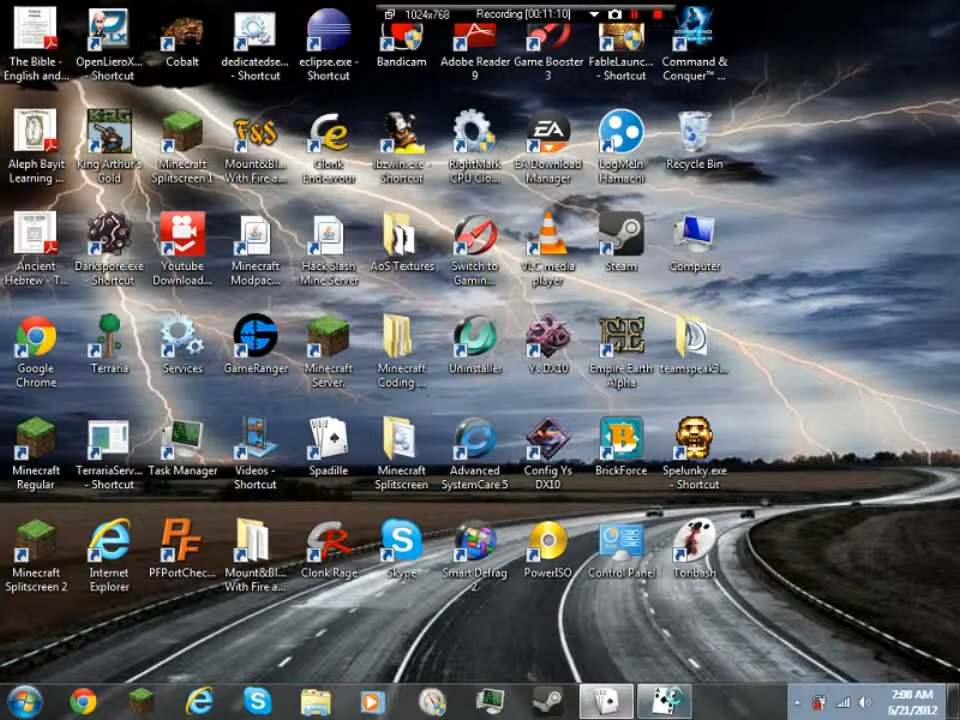 1024x768 Recording [00:11:10]
The Bible -
English and...
OpenLieroX...
- Shortcut
Cobalt
dedicatedse...
- Shortcut
eclipse.exe -
Shortcut
Bandicam
Adobe Reader
9
Game Booster
3
FableLaunc...
- Shortcut
Command &
Conquer™ ...
Aleph Bayit
Learning ...
King Arthur's
Gold
Minecraft
Splitscreen 1
F&S
Mount&Bl...
With Fire a...
Clonk
Endeavour
lbzwin.exe -
Shortcut
RightMark
CPU Clo...
EA
EA Download
Manager
LogMeIn
Hamachi
Recycle Bin
Ancient
Hebrew - T...
Darkspore.exe
- Shortcut
Youtube
Download...
Minecraft
Modpac...
Hack Slash
Mine Server
AoS Textures
Switch to
Gamin...
VLC media
player
Steam
Computer
Google
Chrome
Terraria
Services
GameRanger
Minecraft
Server.
Minecraft
Coding ...
Uninstaller
Ys DX10
EE
Empire Earth
Alpha
teamspeak3...
Minecraft
Regular
TerrariaServ...
- Shortcut
Task Manager
Videos -
Shortcut
Spadille
Minecraft
Splitscreen
Advanced
SystemCare 5
Config Ys
DX10
B
BrickForce
Spelunky.exe
- Shortcut
Minecraft
Splitscreen 2
Internet
Explorer
PF
PFPortChec...
Mount&Bl...
With Fire a...
Clonk Rage
Skype
Smart Defrag
2
PowerISO
Control Panel
Toribash
2:08 AM
6/21/2012